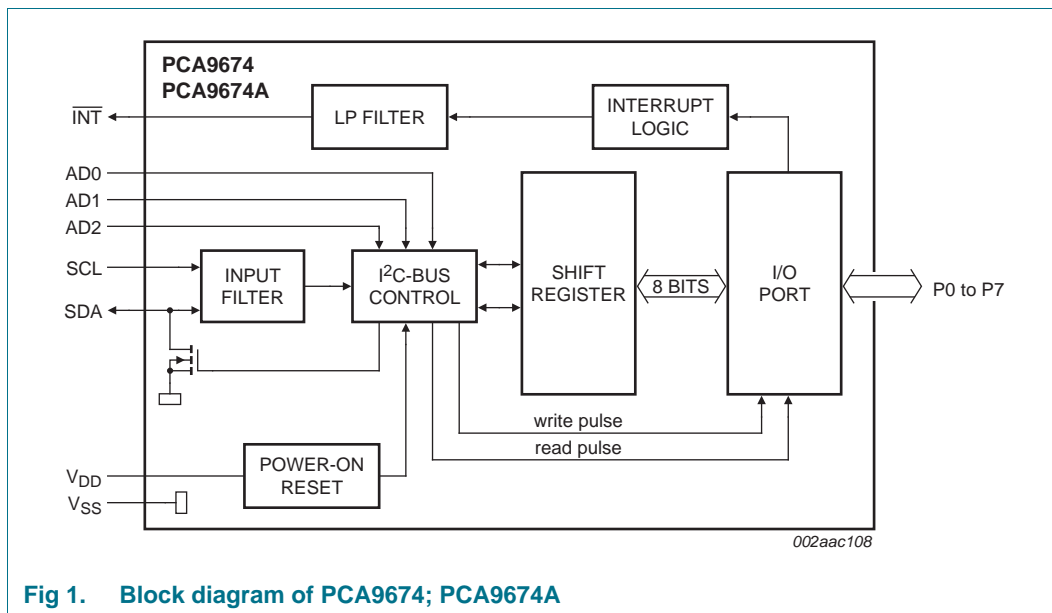 PCA9674
PCA9674A
INT
LP FILTER
INTERRUPT
LOGIC
AD0
AD1
AD2
SCL
SDA
INPUT
FILTER
I2C-BUS
CONTROL
SHIFT
REGISTER
8 BITS
I/O
PORT
P0 to P7
write pulse
read pulse
VDD
VSS
POWER-ON
RESET
002aac108
Fig 1. Block diagram of PCA9674; PCA9674A